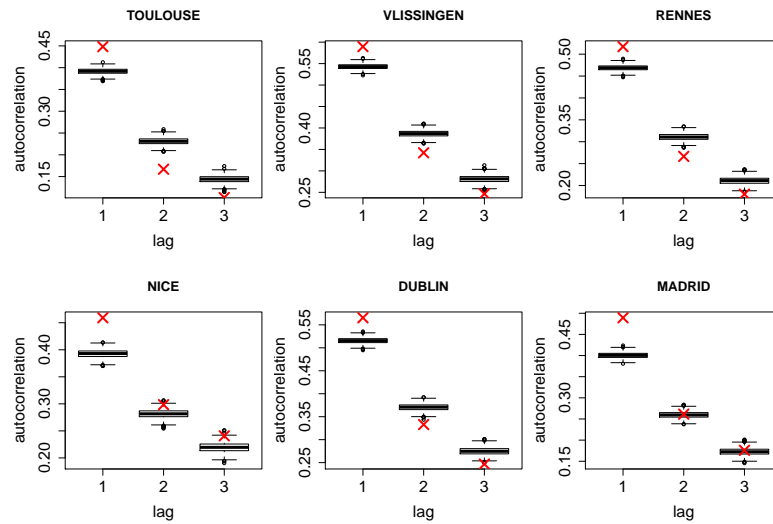 TOULOUSE
autocorrelation
0.15 0.30 0.45
1 2 3
lag
VLISSINGEN
autocorrelation
0.25 0.40 0.55
1 2 3
lag
RENNES
autocorrelation
0.20 0.35 0.50
1 2 3
lag
NICE
autocorrelation
0.20 0.30 0.40
1 2 3
lag
DUBLIN
autocorrelation
0.25 0.35 0.45 0.55
1 2 3
lag
MADRID
autocorrelation
0.15 0.30 0.45
1 2 3
lag